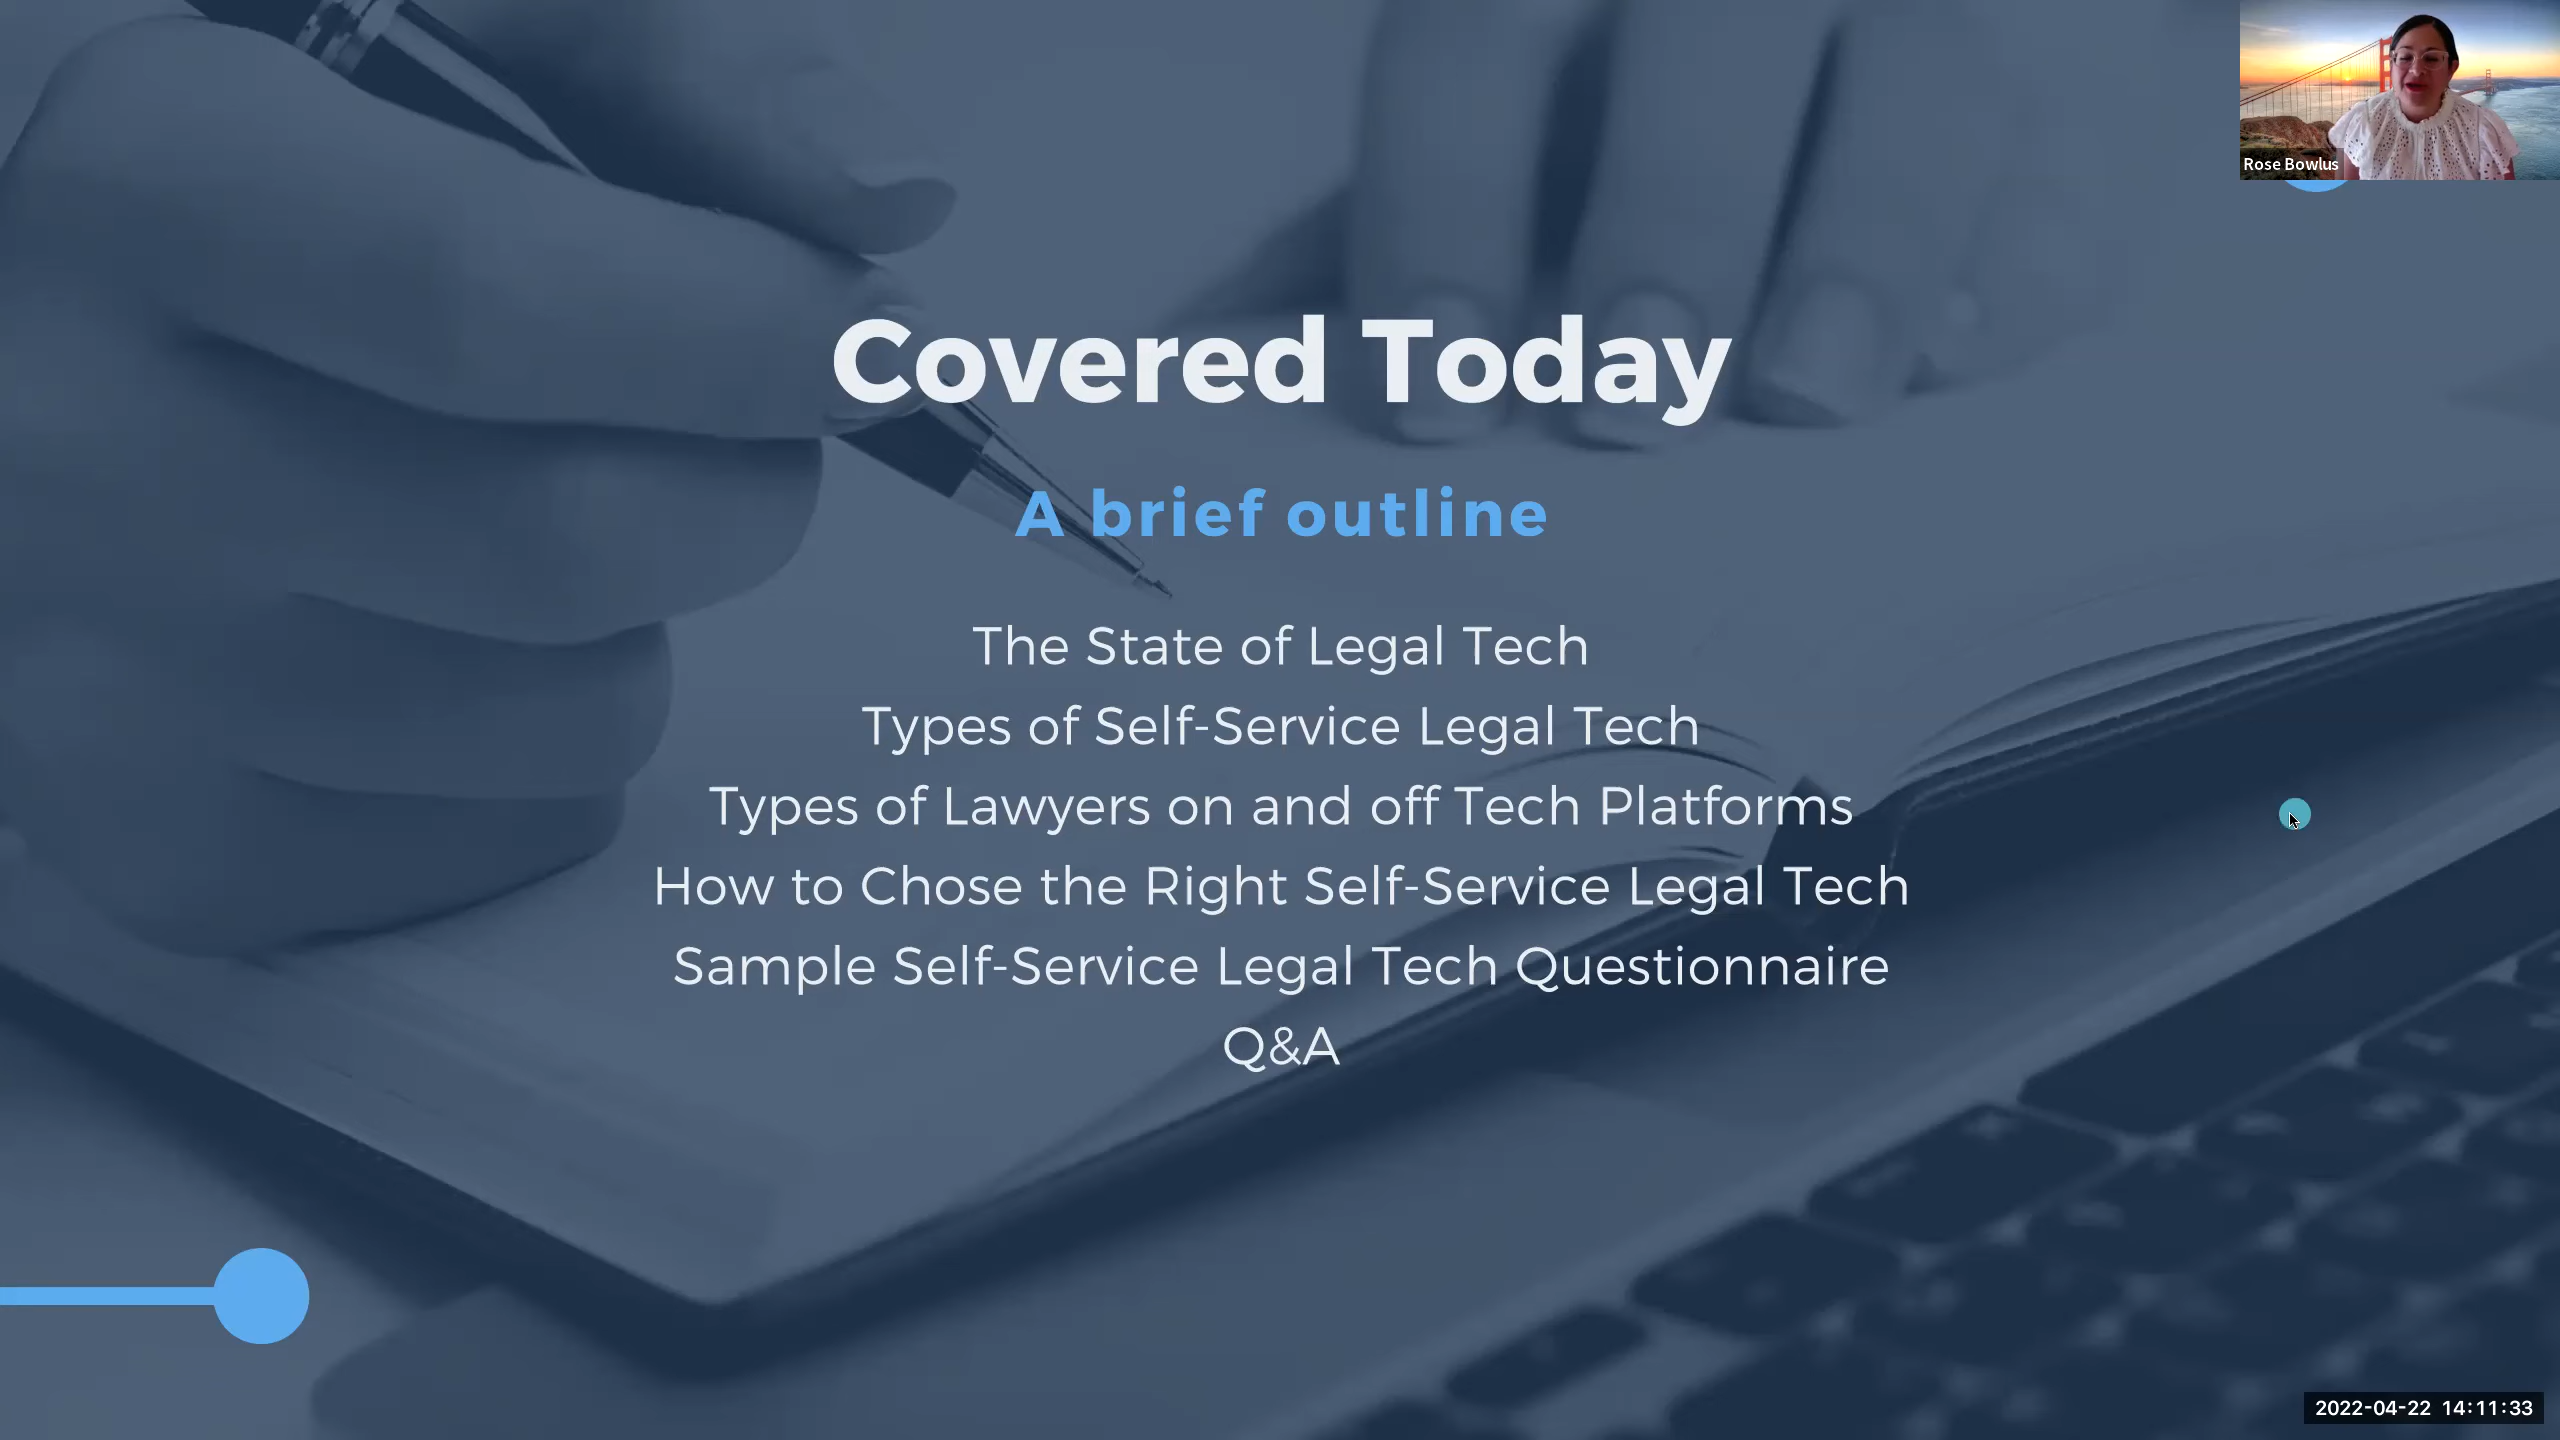 Rose Bowlus
Covered Today
A brief outline
The State of Legal Tech
Types of Self-Service Legal Tech
Types of Lawyers on and off Tech Platforms
How to Chose the Right Self-Service Legal Tech
Sample Self-Service Legal Tech Questionnaire
Q&A
2022-04-22 14:11:33